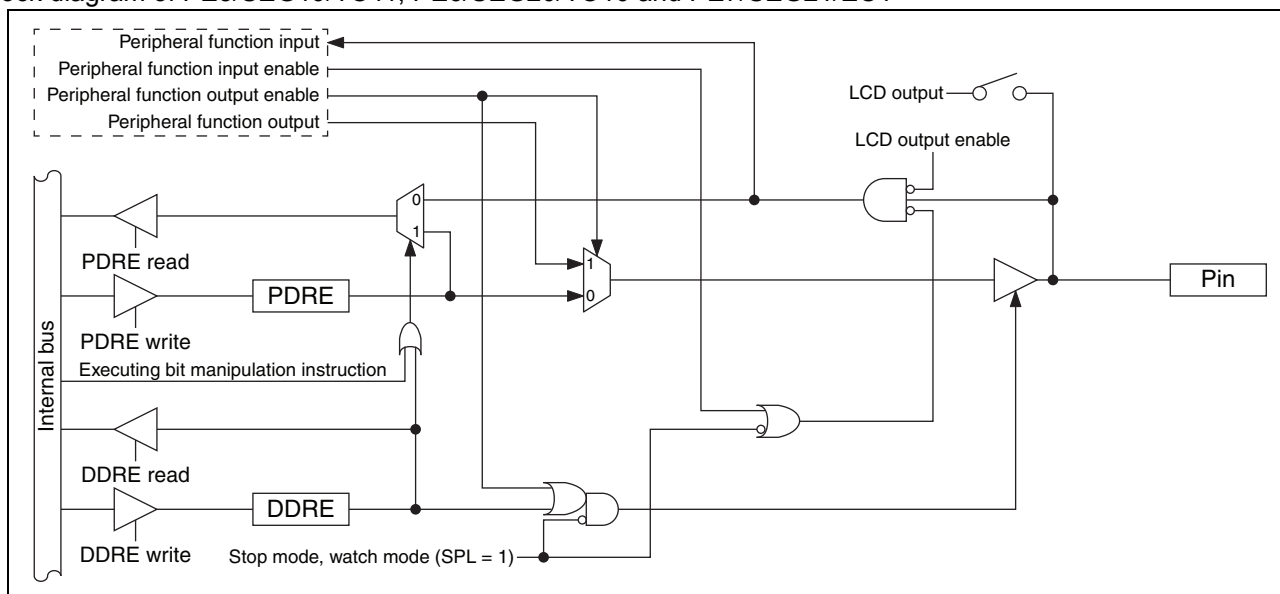 Peripheral function input
Peripheral function input enable
Peripheral function output enable
Peripheral function output
LCD output
LCD output enable
0
1
PDRE read
PDRE
1
0
Pin
PDRE write
Internal bus
Executing bit manipulation instruction
DDRE read
DDRE
DDRE write
Stop mode, watch mode (SPL = 1)